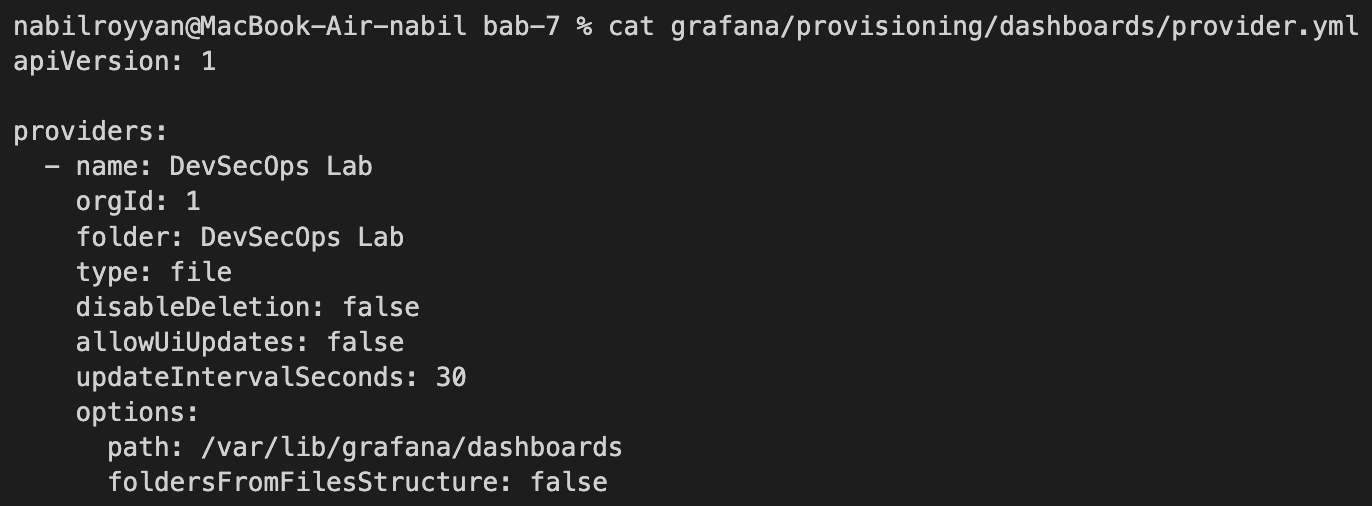 nabilroyyan@MacBook-Air-nabil bab-7 % cat grafana/provisioning/dashboards/provider.yml
apiVersion: 1

providers:
  - name: DevSecOps Lab
    orgId: 1
    folder: DevSecOps Lab
    type: file
    disableDeletion: false
    allowUiUpdates: false
    updateIntervalSeconds: 30
    options:
      path: /var/lib/grafana/dashboards
      foldersFromFilesStructure: false